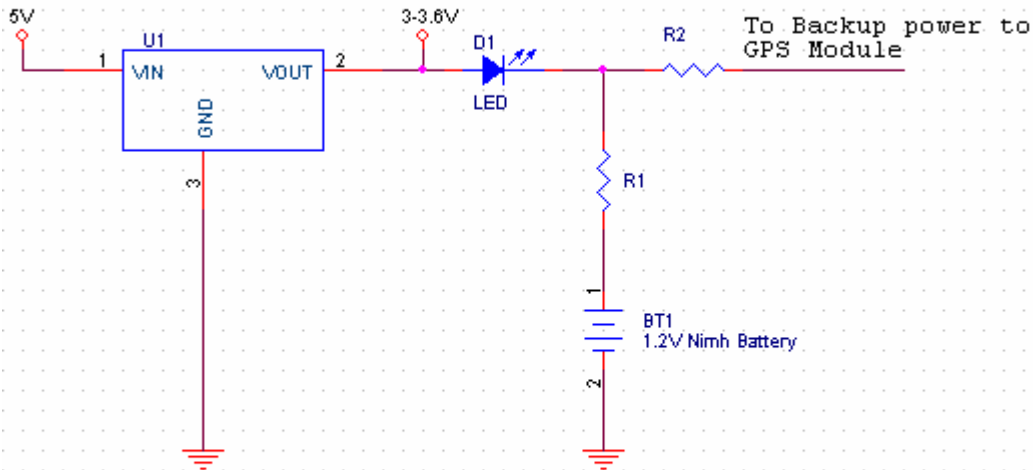 5V
U1
1
VIN
VOUT
2
GND
3
3-3.6V
D1
LED
R2
To Backup power to
GPS Module
R1
1
BT1
1.2V Nimh Battery
2